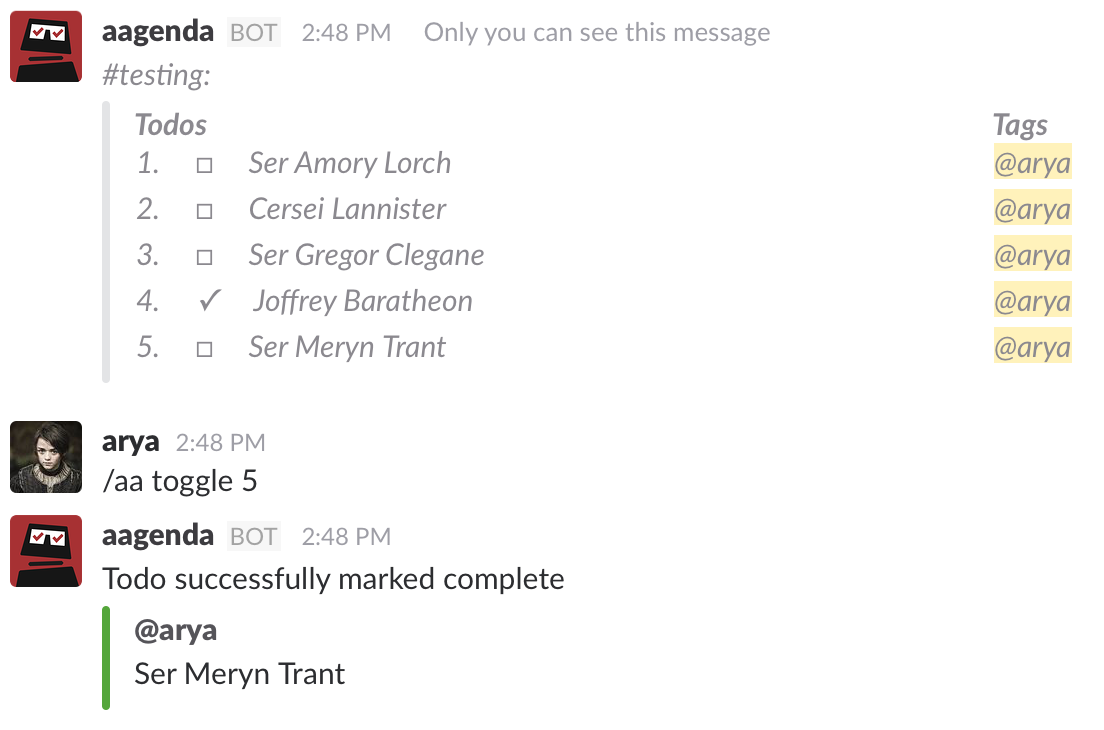 aagenda BOT 2:48 PM Only you can see this message
#testing:
Todos Tags
1. □ Ser Amory Lorch @arya
2. □ Cersei Lannister @arya
3. □ Ser Gregor Clegane @arya
4. ✓ Joffrey Baratheon @arya
5. □ Ser Meryn Trant @arya
arya 2:48 PM
/aa toggle 5
aagenda BOT 2:48 PM
Todo successfully marked complete
@arya
Ser Meryn Trant